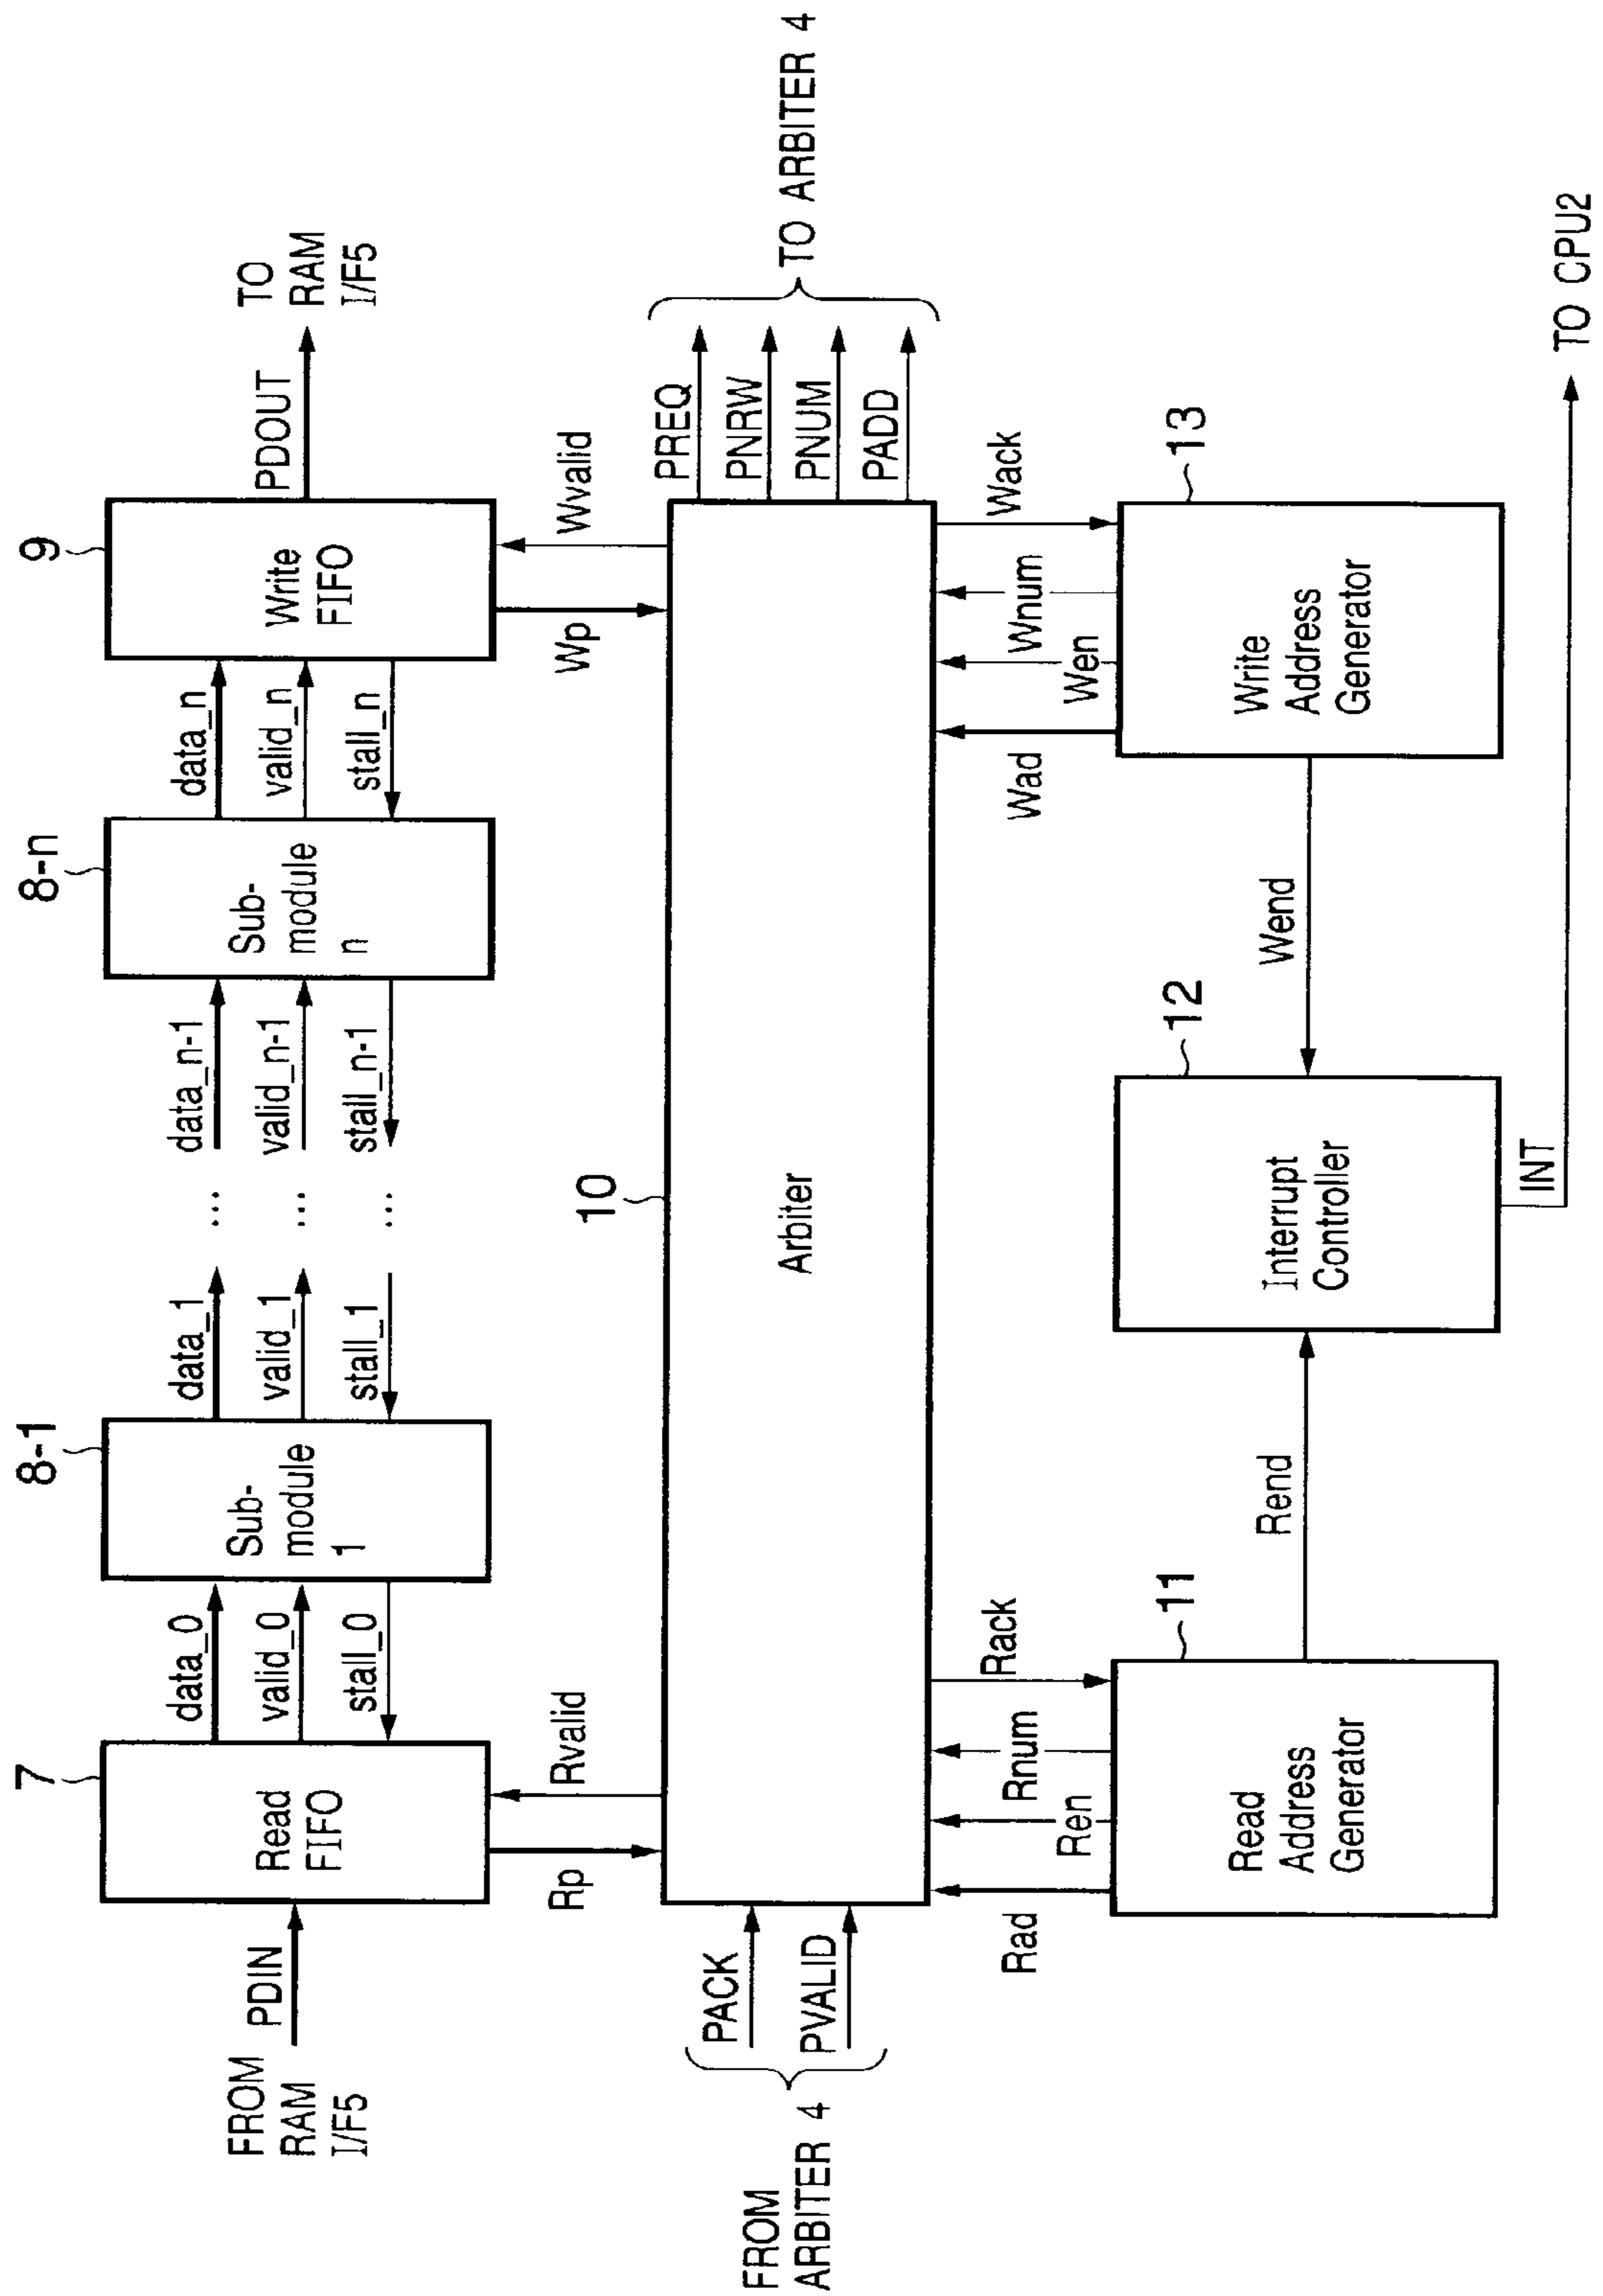 7
8-1
8-n
9
FROM
RAM
I/F5
PDIN
Read
FIFO
data_0
valid_0
stall_0
Sub-
module
1
data_1
valid_1
stall_1
...
...
...
data_n-1
valid_n-1
stall_n-1
Sub-
module
n
data_n
valid_n
stall_n
Write
FIFO
PDOUT
TO
RAM
I/F5
Rp
Rvalid
10
Wp
Wvalid
FROM
ARBITER 4
PACK
PVALID
Arbiter
PREQ
PNRW
PNUM
PADD
TO ARBITER 4
Rad
Ren
Rnum
Rack
Wad
Wen
Wnum
Wack
11
12
13
Read
Address
Generator
Rend
Interrupt
Controller
Wend
Write
Address
Generator
INT
TO CPU2